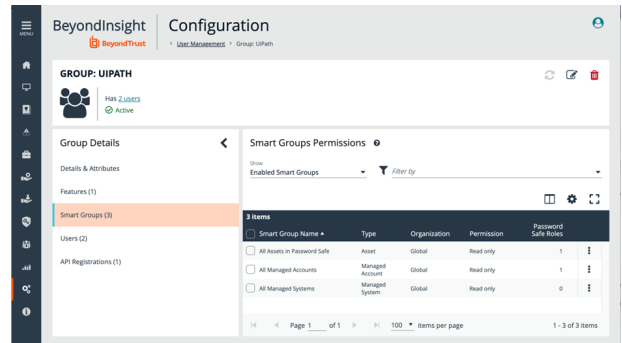 MENU
BeyondInsight
BeyondTrust
Configuration
> User Management > Group: UiPath
GROUP: UIPATH
Has 2 users
Active
Group Details
Details & Attributes
Features (1)
Smart Groups (3)
Users (2)
API Registrations (1)
Smart Groups Permissions
Show
Enabled Smart Groups
Filter by
3 items
Smart Group Name Type Organization Permission Password Safe Roles
All Assets in Password Safe Asset Global Read only 1
All Managed Accounts Managed Account Global Read only 1
All Managed Systems Managed System Global Read only 0
Page 1 of 1 100 items per page 1 - 3 of 3 items